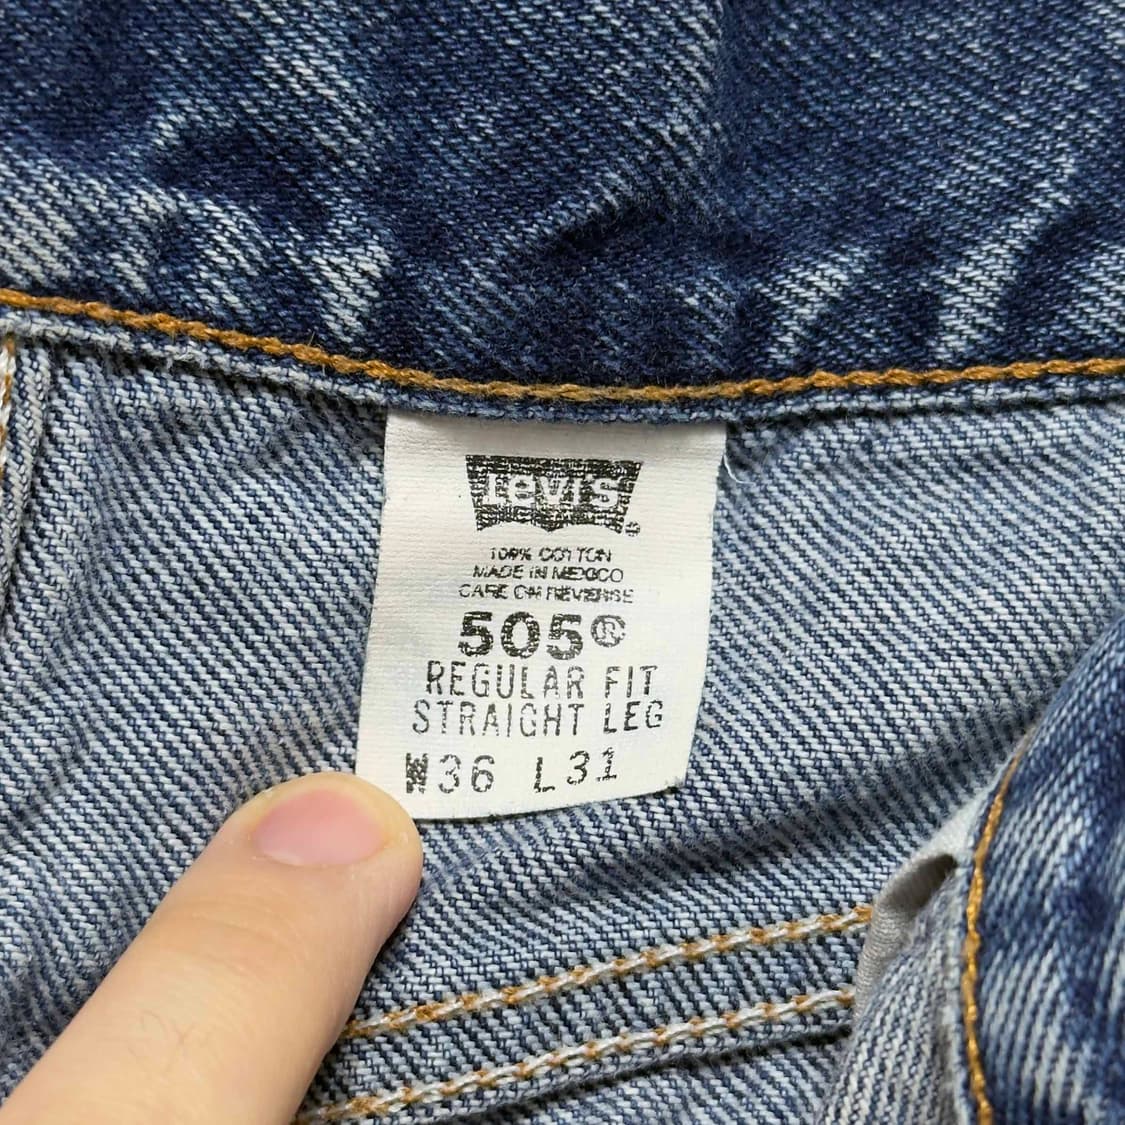 Levi's
100% COTTON
MADE IN MEXICO
CARE ON REVERSE
505®
REGULAR FIT
STRAIGHT LEG
W36 L31